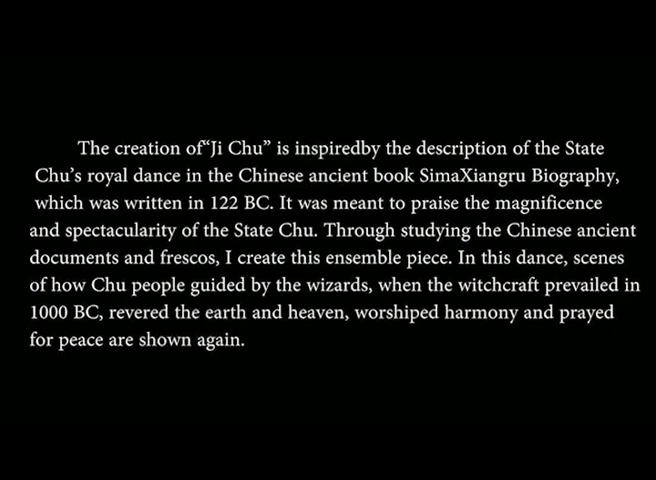 The creation of“Ji Chu” is inspiredby the description of the State
Chu’s royal dance in the Chinese ancient book SimaXiangru Biography,
which was written in 122 BC. It was meant to praise the magnificence
and spectacularity of the State Chu. Through studying the Chinese ancient
documents and frescos, I create this ensemble piece. In this dance, scenes
of how Chu people guided by the wizards, when the witchcraft prevailed in
1000 BC, revered the earth and heaven, worshiped harmony and prayed
for peace are shown again.